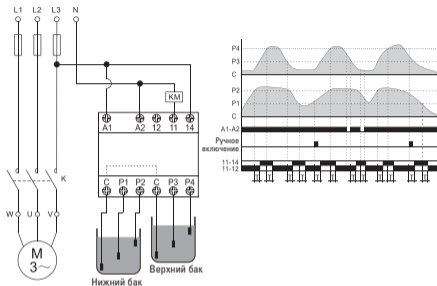 L1 L2 L3 N
KM
A1 A2 12 11 14
C P1 P2 C P3 P4
K
W U V
M
3~
Нижний бак
Верхний бак
P4
P3
C
P2
P1
C
A1-A2
Ручное
включение
11-14
11-12